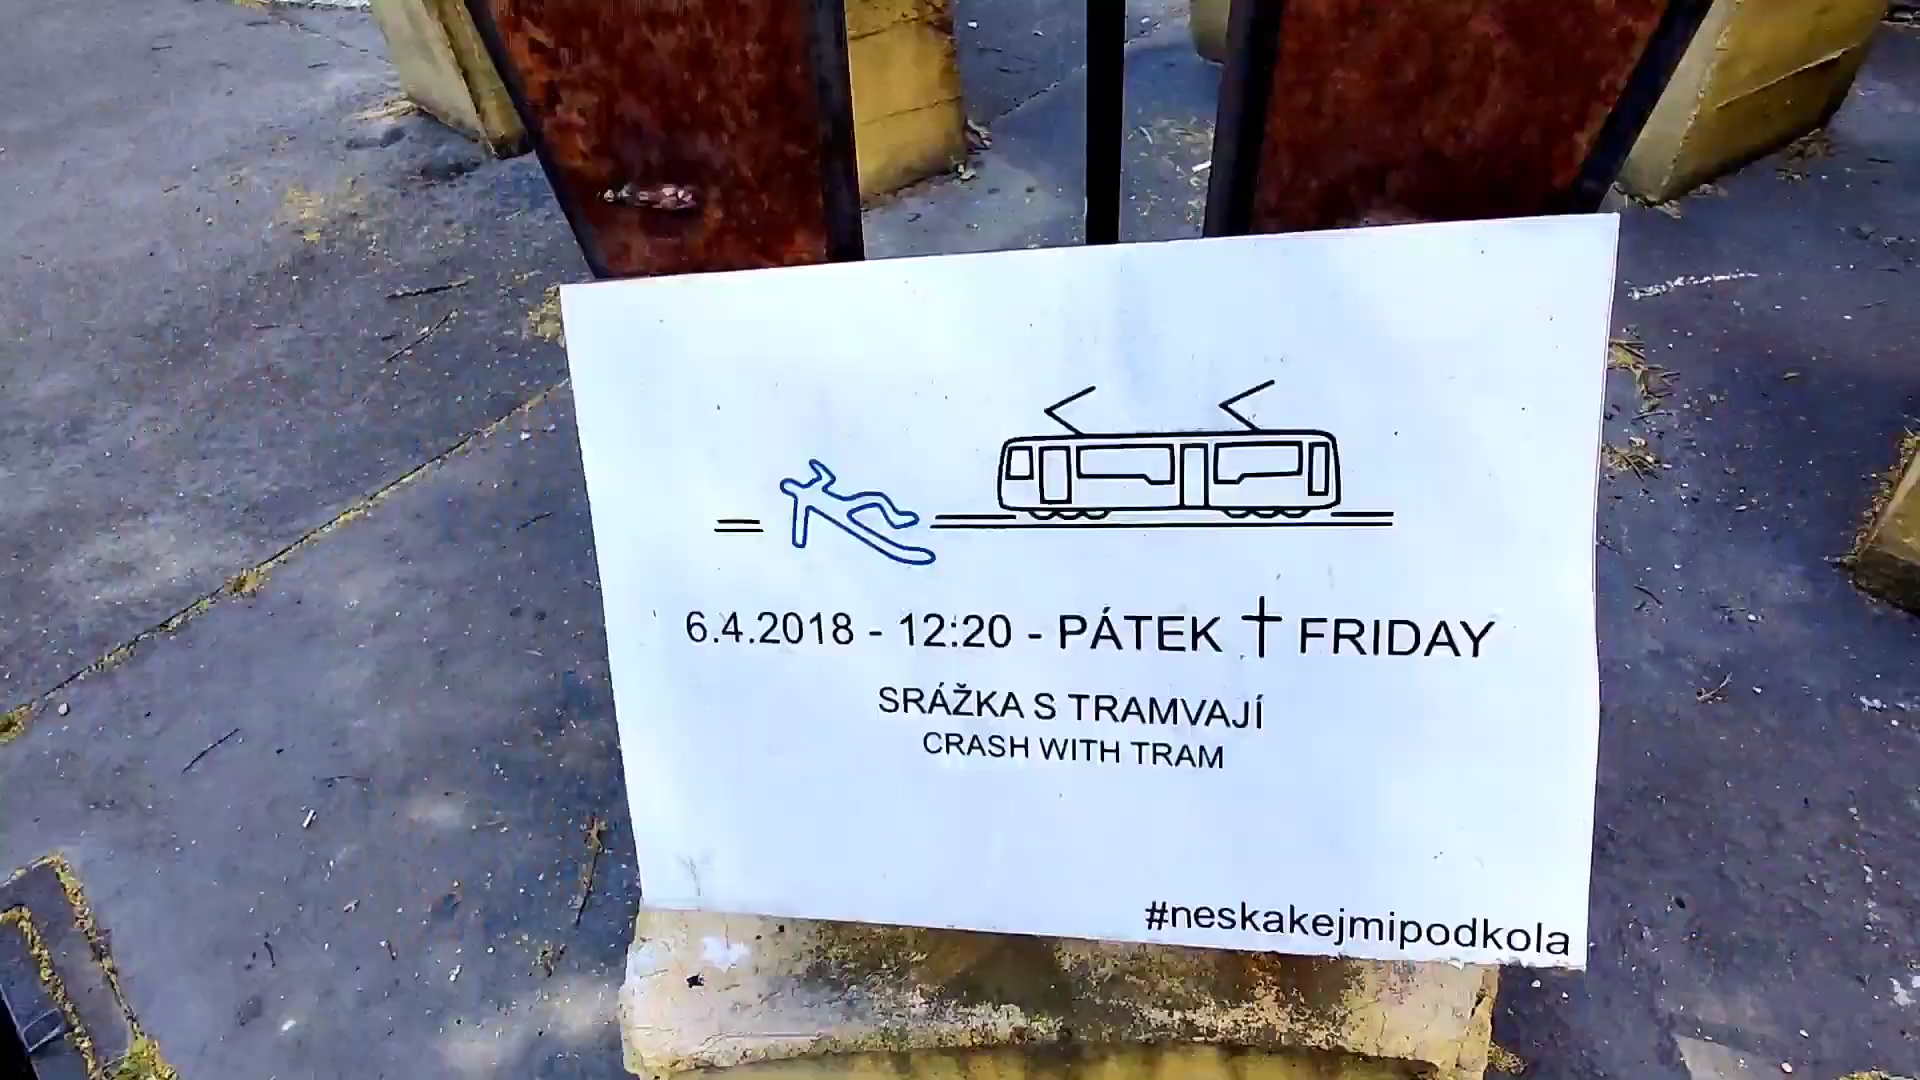 6.4.2018 - 12:20 - PÁTEK † FRIDAY
SRÁŽKA S TRAMVAJÍ
CRASH WITH TRAM
#neskakejmipodkola